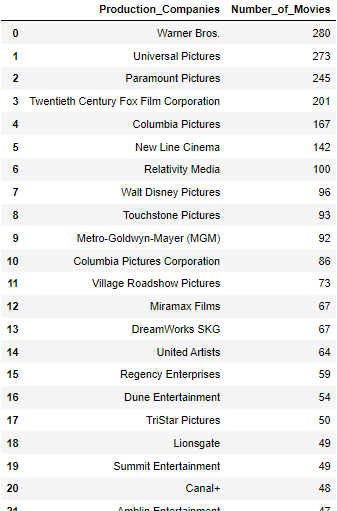 Production_Companies Number_of_Movies
0 Warner Bros. 280
1 Universal Pictures 273
2 Paramount Pictures 245
3 Twentieth Century Fox Film Corporation 201
4 Columbia Pictures 167
5 New Line Cinema 142
6 Relativity Media 100
7 Walt Disney Pictures 96
8 Touchstone Pictures 93
9 Metro-Goldwyn-Mayer (MGM) 92
10 Columbia Pictures Corporation 86
11 Village Roadshow Pictures 73
12 Miramax Films 67
13 DreamWorks SKG 67
14 United Artists 64
15 Regency Enterprises 59
16 Dune Entertainment 54
17 TriStar Pictures 50
18 Lionsgate 49
19 Summit Entertainment 49
20 Canal+ 48
21 Amblin Entertainment 47